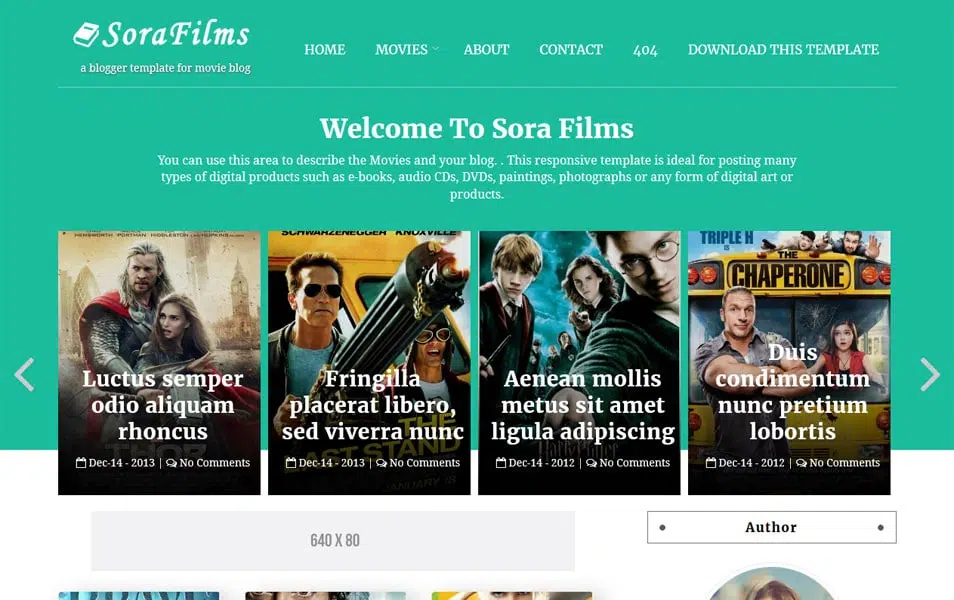 SoraFilms
a blogger template for movie blog
HOME MOVIES ABOUT CONTACT 404 DOWNLOAD THIS TEMPLATE
Welcome To Sora Films
You can use this area to describe the Movies and your blog. . This responsive template is ideal for posting many
types of digital products such as e-books, audio CDs, DVDs, paintings, photographs or any form of digital art or
products.
HEMSWORTH PORTMAN HIDDLESTON HOPKINS
THOR
Luctus semper
odio aliquam
rhoncus
Dec-14 - 2013 | No Comments
SCHWARZENEGGER KNOXVILLE
THE
LAST STAND
JANUARY 18
Fringilla
placerat libero,
sed viverra nunc
Dec-14 - 2013 | No Comments
Harry Potter
Aenean mollis
metus sit amet
ligula adipiscing
Dec-14 - 2012 | No Comments
TRIPLE H
IS
THE
CHAPERONE
Duis
condimentum
nunc pretium
lobortis
Dec-14 - 2012 | No Comments
640 X 80
Author